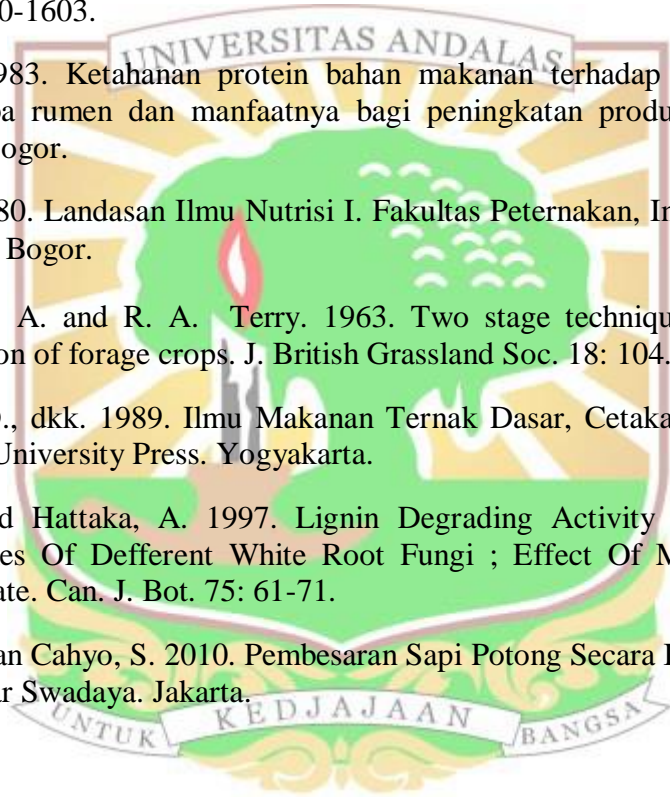 0-1603.
UNIVERSITAS ANDALAS
983. Ketahanan protein bahan makanan terhadap
ba rumen dan manfaatnya bagi peningkatan produ
Bogor.
80. Landasan Ilmu Nutrisi I. Fakultas Peternakan, In
Bogor.
A. and R. A. Terry. 1963. Two stage techniqu
on of forage crops. J. British Grassland Soc. 18: 104.
., dkk. 1989. Ilmu Makanan Ternak Dasar, Cetaka
University Press. Yogyakarta.
d Hattaka, A. 1997. Lignin Degrading Activity
es Of Defferent White Root Fungi ; Effect Of M
ate. Can. J. Bot. 75: 61-71.
an Cahyo, S. 2010. Pembesaran Sapi Potong Secara I
ar Swadaya. Jakarta.
UNTUK KEDJAJAAN BANGSA